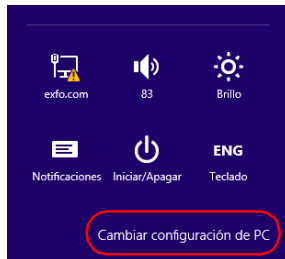 exfo.com
83
Brillo
Notificaciones
Iniciar/Apagar
ENG
Teclado
Cambiar configuración de PC